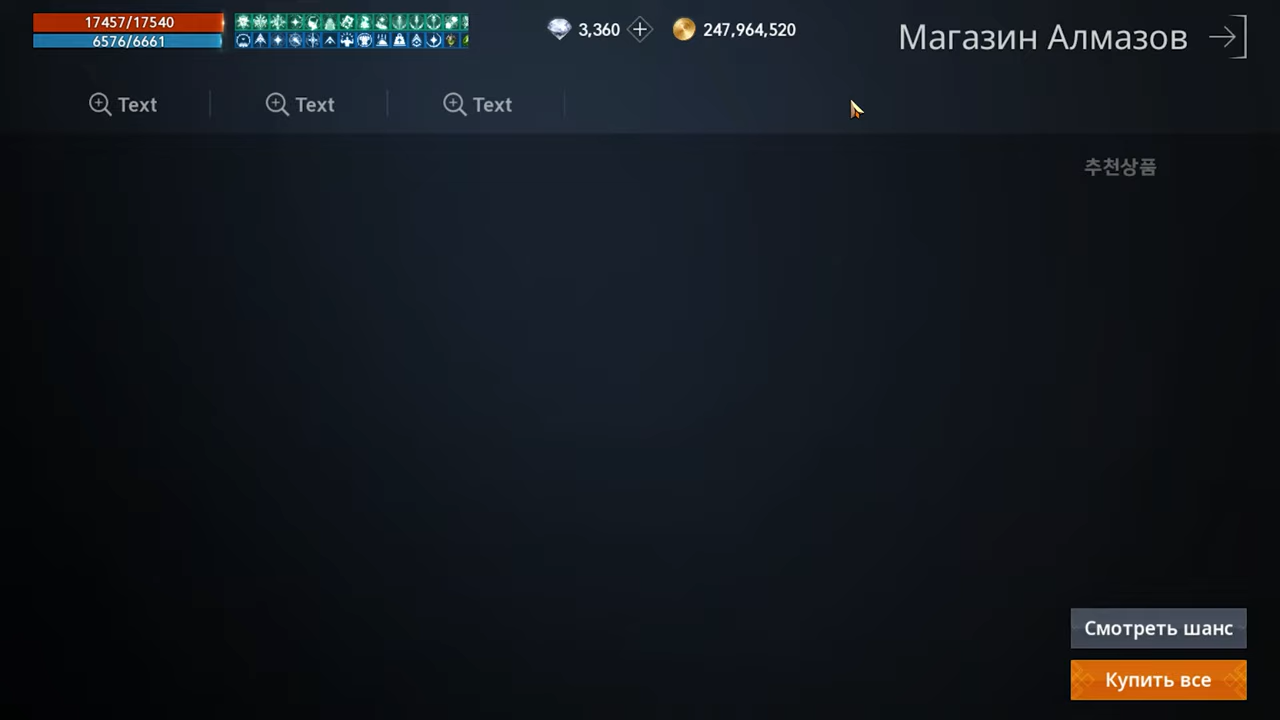 17457/17540
6576/6661
3,360
247,964,520
Магазин Алмазов
Text
Text
Text
추천상품
Смотреть шанс
Купить все